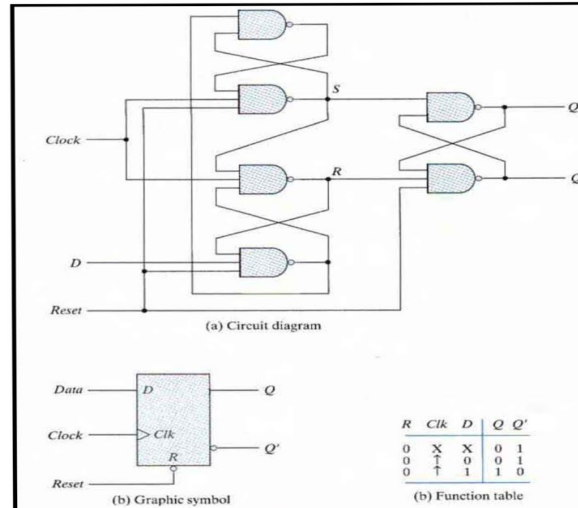 S
Q
Clock
R
Q
D
Reset
(a) Circuit diagram
Data
D
Q
Clock
Clk
R
Q'
Reset
(b) Graphic symbol
R Clk D Q Q'
0 X X 0 1
0 ↑ 0 0 1
0 ↑ 1 1 0
(b) Function table